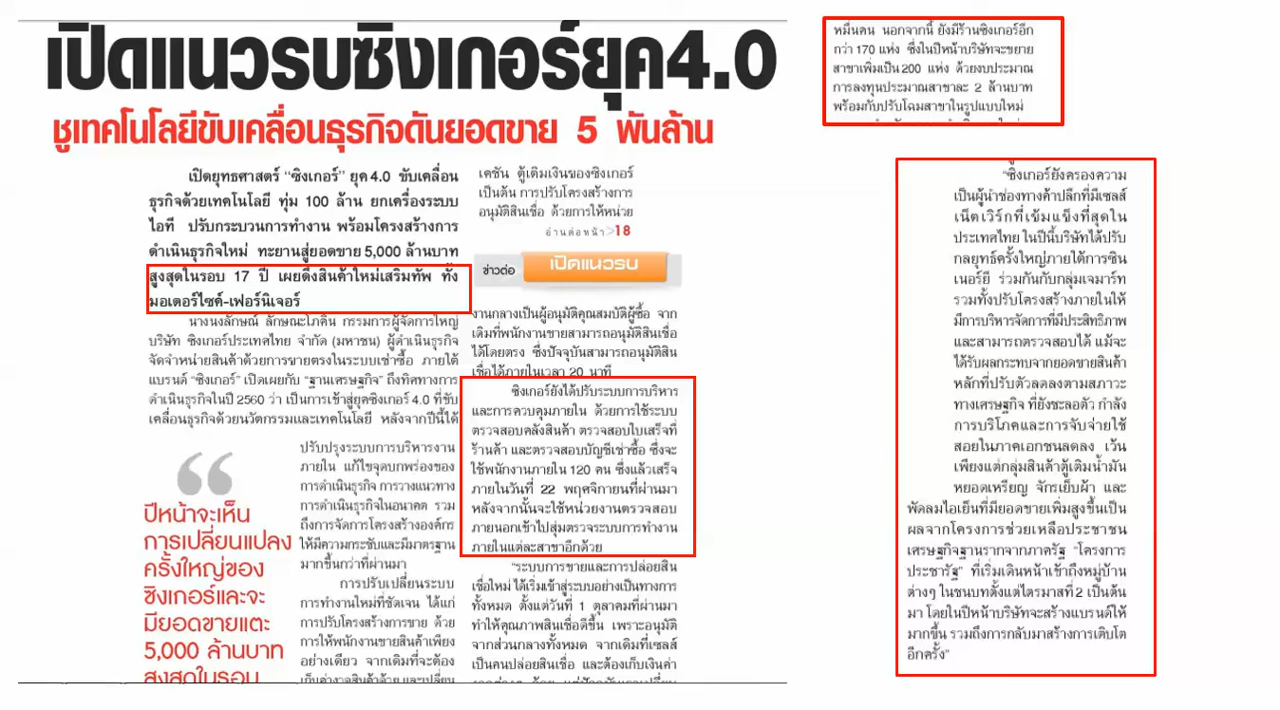 เปิดแนวรบซิงเกอร์ยุค4.0
ชูเทคโนโลยีขับเคลื่อนธุรกิจดันยอดขาย 5 พันล้าน
เปิดยุทธศาสตร์ “ซิงเกอร์” ยุค 4.0 ขับเคลื่อน
ธุรกิจด้วยเทคโนโลยี ทุ่ม 100 ล้าน ยกเครื่องระบบ
ไอที ปรับกระบวนการทำงาน พร้อมโครงสร้างการ
ดำเนินธุรกิจใหม่ ทะยานสู่ยอดขาย 5,000 ล้านบาท
สูงสุดในรอบ 17 ปี เผยดึงสินค้าใหม่เสริมทัพ ทั้ง
มอเตอร์ไซค์-เฟอร์นิเจอร์
นางนงลักษณ์ ลักษณะโภคิน กรรมการผู้จัดการใหญ่
บริษัท ซิงเกอร์ประเทศไทย จำกัด (มหาชน) ผู้ดำเนินธุรกิจ
จัดจำหน่ายสินค้าด้วยการขายตรงในระบบเช่าซื้อ ภายใต้
แบรนด์ “ซิงเกอร์” เปิดเผยกับ “ฐานเศรษฐกิจ” ถึงทิศทางการ
ดำเนินธุรกิจในปี 2560 ว่า เป็นการเข้าสู่ยุคซิงเกอร์ 4.0 ที่ขับ
เคลื่อนธุรกิจด้วยนวัตกรรมและเทคโนโลยี หลังจากปีนี้ได้
ปรับปรุงระบบการบริหารงาน
ภายใน แก้ไขจุดบกพร่องของ
การดำเนินธุรกิจ การวางแนวทาง
การดำเนินธุรกิจในอนาคต รวม
ถึงการจัดการโครงสร้างองค์กร
ให้มีความกระชับและมีมาตรฐาน
มากขึ้นกว่าที่ผ่านมา
การปรับเปลี่ยนระบบ
การทำงานใหม่ที่ชัดเจน ได้แก่
การปรับโครงสร้างการขาย ด้วย
การให้พนักงานขายสินค้าเพียง
อย่างเดียว จากเดิมที่จะต้อง
เก็บค่างวดสินค้าด้วย และเปลี่ยน
ปีหน้าจะเห็น
การเปลี่ยนแปลง
ครั้งใหญ่ของ
ซิงเกอร์และจะ
มียอดขายแตะ
5,000 ล้านบาท
สูงสุดในรอบ
เคชัน ตู้เติมเงินของซิงเกอร์
เป็นต้น การปรับโครงสร้างการ
อนุมัติสินเชื่อ ด้วยการให้หน่วย
อ่านต่อหน้า>18
ข่าวต่อ เปิดแนวรบ
งานกลางเป็นผู้อนุมัติคุณสมบัติผู้ซื้อ จาก
เดิมที่พนักงานขายสามารถอนุมัติสินเชื่อ
ได้โดยตรง ซึ่งปัจจุบันสามารถอนุมัติสิน
เชื่อได้ภายในเวลา 20 นาที
ซิงเกอร์ยังได้ปรับระบบการบริหาร
และการควบคุมภายใน ด้วยการใช้ระบบ
ตรวจสอบคลังสินค้า ตรวจสอบใบเสร็จที่
ร้านค้า และตรวจสอบบัญชีเช่าซื้อ ซึ่งจะ
ใช้พนักงานภายใน 120 คน ซึ่งแล้วเสร็จ
ภายในวันที่ 22 พฤศจิกายนที่ผ่านมา
หลังจากนั้นจะใช้หน่วยงานตรวจสอบ
ภายนอกเข้าไปสุ่มตรวจระบบการทำงาน
ภายในแต่ละสาขาอีกด้วย
“ระบบการขายและการปล่อยสิน
เชื่อใหม่ ได้เริ่มเข้าสู่ระบบอย่างเป็นทางการ
ทั้งหมด ตั้งแต่วันที่ 1 ตุลาคมที่ผ่านมา
ทำให้คุณภาพสินเชื่อดีขึ้น เพราะอนุมัติ
จากส่วนกลางทั้งหมด จากเดิมที่เซลส์
เป็นคนปล่อยสินเชื่อ และต้องเก็บเงินค่า
หมื่นคน นอกจากนี้ ยังมีร้านซิงเกอร์อีก
กว่า 170 แห่ง ซึ่งในปีหน้าบริษัทจะขยาย
สาขาเพิ่มเป็น 200 แห่ง ด้วยงบประมาณ
การลงทุนประมาณสาขาละ 2 ล้านบาท
พร้อมกับปรับโฉมสาขาในรูปแบบใหม่
“ซิงเกอร์ยังครองความ
เป็นผู้นำช่องทางค้าปลีกที่มีเซลส์
เน็ตเวิร์กที่เข้มแข็งที่สุดใน
ประเทศไทย ในปีนี้บริษัทได้ปรับ
กลยุทธ์ครั้งใหญ่ภายใต้การซิน
เนอร์ยี ร่วมกันกับกลุ่มเจมาร์ท
รวมทั้งปรับโครงสร้างภายในให้
มีการบริหารจัดการที่มีประสิทธิภาพ
และสามารถตรวจสอบได้ แม้จะ
ได้รับผลกระทบจากยอดขายสินค้า
หลักที่ปรับตัวลดลงตามสภาวะ
ทางเศรษฐกิจ ที่ยังชะลอตัว กำลัง
การบริโภคและการจับจ่ายใช้
สอยในภาคเอกชนลดลง เว้น
เพียงแต่กลุ่มสินค้าตู้เติมน้ำมัน
หยอดเหรียญ จักรเย็บผ้า และ
พัดลมไอเย็นที่มียอดขายเพิ่มสูงขึ้นเป็น
ผลจากโครงการช่วยเหลือประชาชน
เศรษฐกิจฐานรากจากภาครัฐ “โครงการ
ประชารัฐ” ที่เริ่มเดินหน้าเข้าถึงหมู่บ้าน
ต่างๆ ในชนบทตั้งแต่ไตรมาสที่ 2 เป็นต้น
มา โดยในปีหน้าบริษัทจะสร้างแบรนด์ให้
มากขึ้น รวมถึงการกลับมาสร้างการเติบโต
อีกครั้ง”